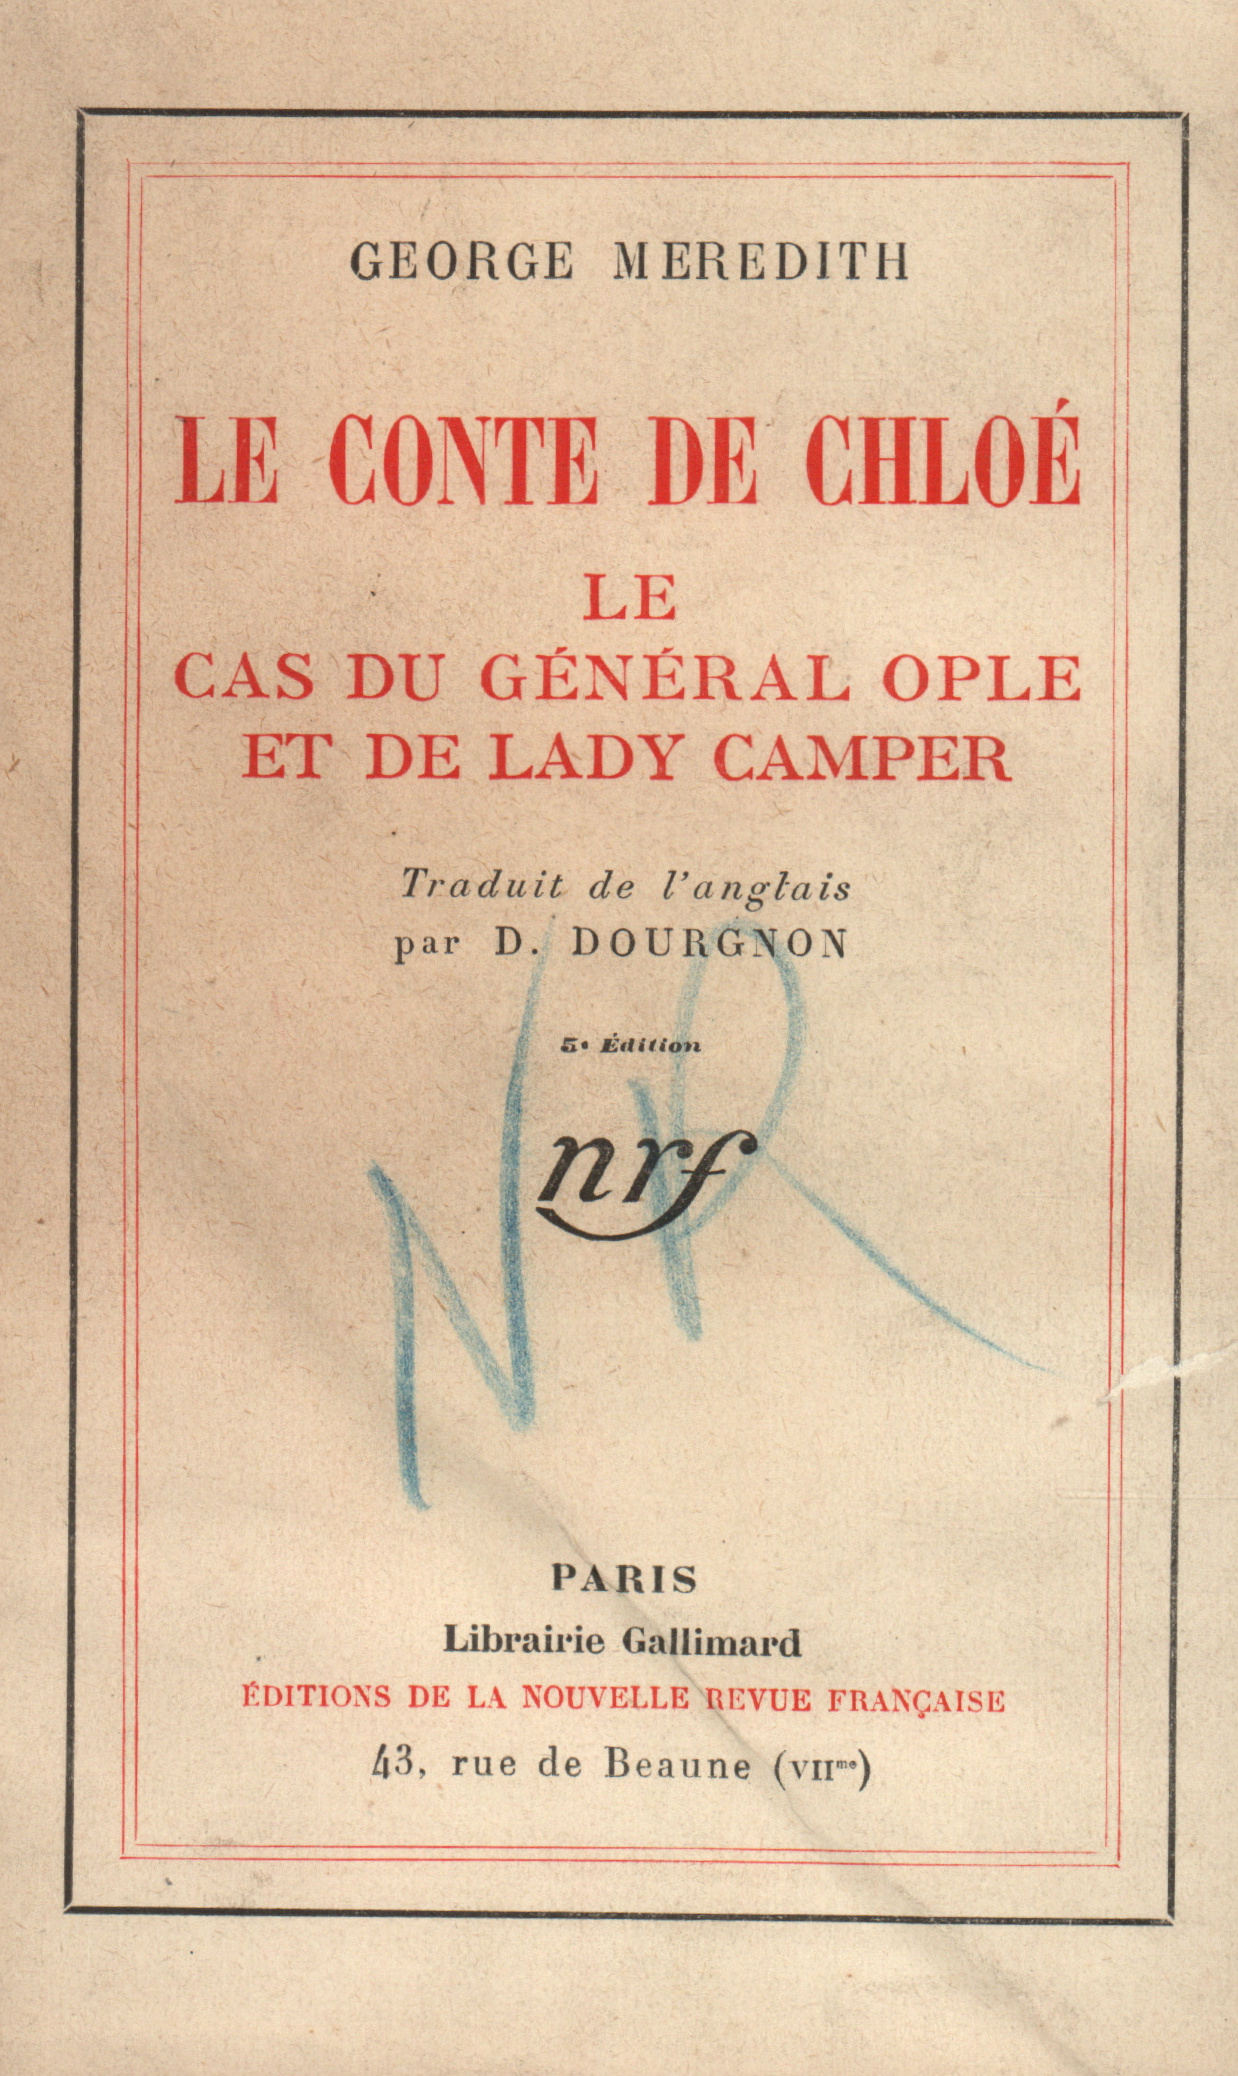 GEORGE MEREDITH
LE CONTE DE CHLOÉ
LE
CAS DU GÉNÉRAL OPLE
ET DE LADY CAMPER
Traduit de l'anglais
par D. DOURGNON
5e Édition
nrf
NR
PARIS
Librairie Gallimard
ÉDITIONS DE LA NOUVELLE REVUE FRANÇAISE
43, rue de Beaune (VIIme)